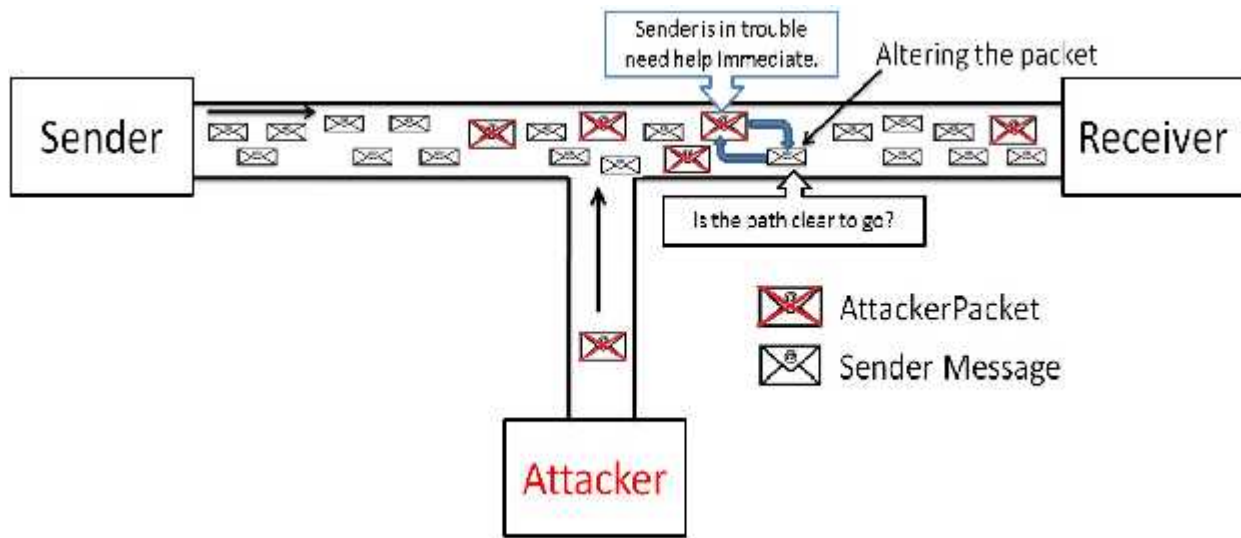 Sender is in trouble
need help Immediate.
Altering the packet
Sender
Receiver
Is the path clear to go?
AttackerPacket
Sender Message
Attacker